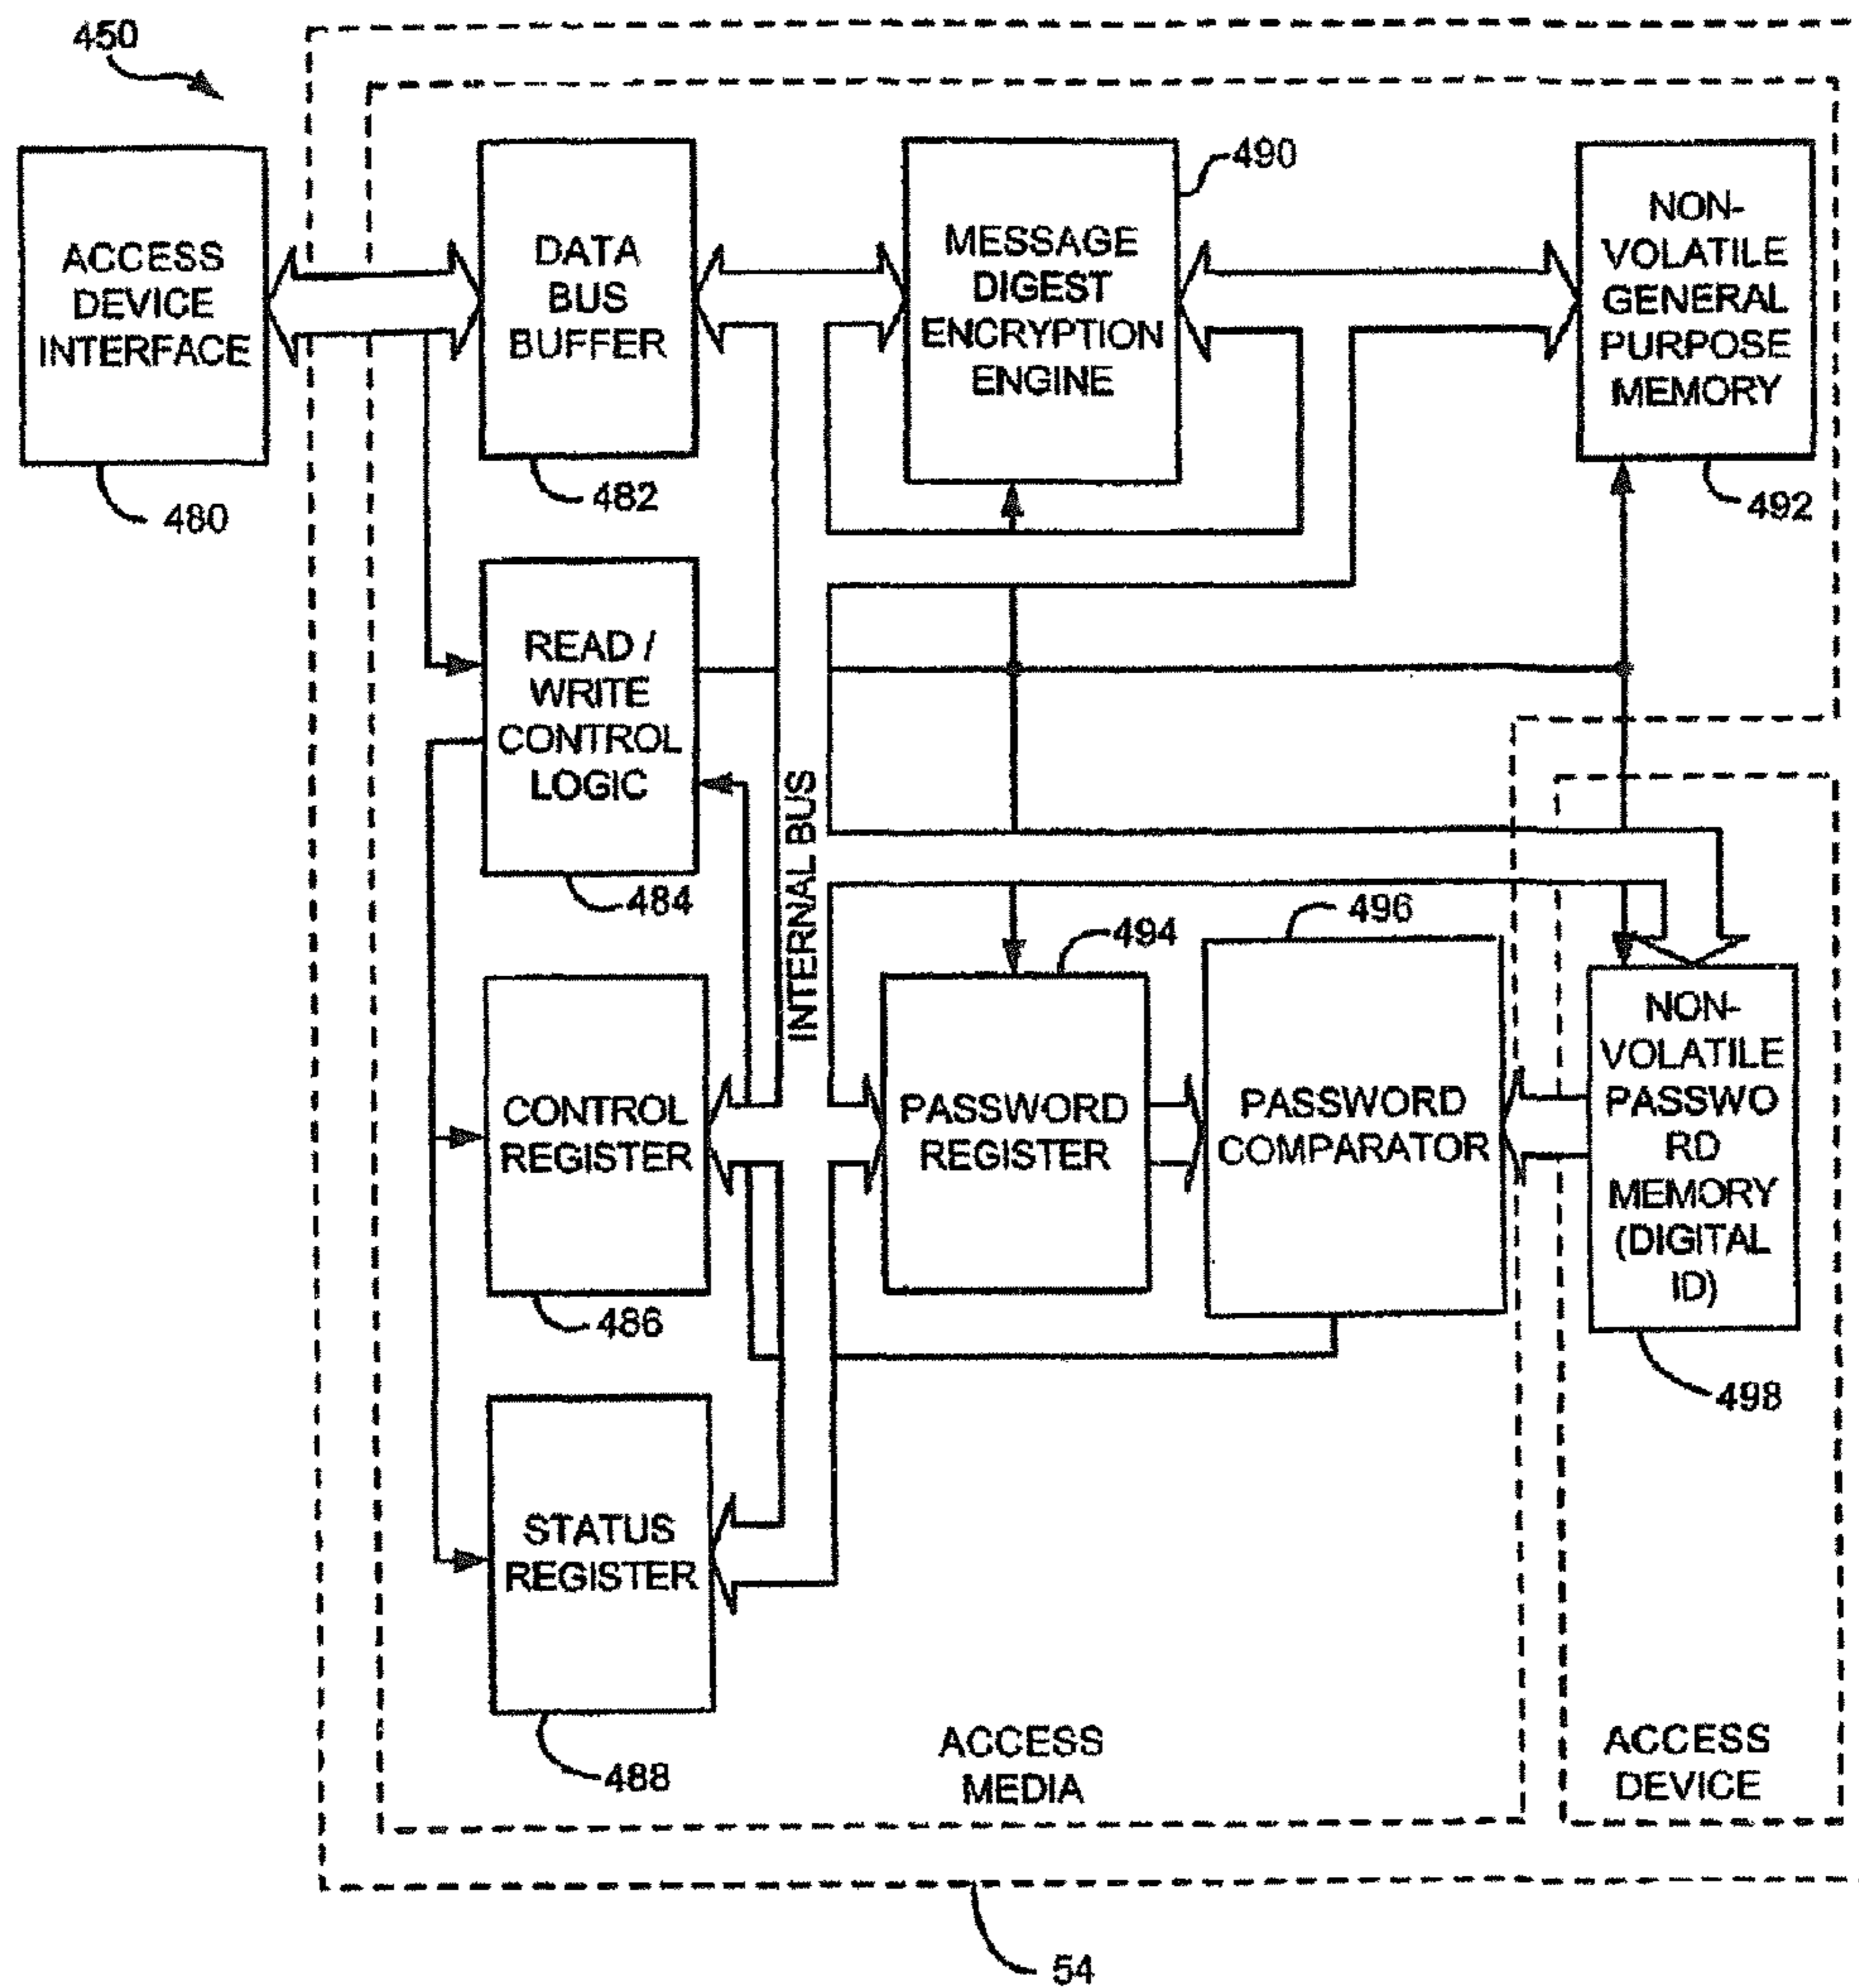 450
ACCESS
DEVICE
INTERFACE
480
DATA
BUS
BUFFER
482
MESSAGE
DIGEST
ENCRYPTION
ENGINE
490
NON-
VOLATILE
GENERAL
PURPOSE
MEMORY
492
READ /
WRITE
CONTROL
LOGIC
484
INTERNAL BUS
CONTROL
REGISTER
486
PASSWORD
REGISTER
494
PASSWORD
COMPARATOR
496
NON-
VOLATILE
PASSWO
RD
MEMORY
(DIGITAL
ID)
498
STATUS
REGISTER
488
ACCESS
MEDIA
ACCESS
DEVICE
54